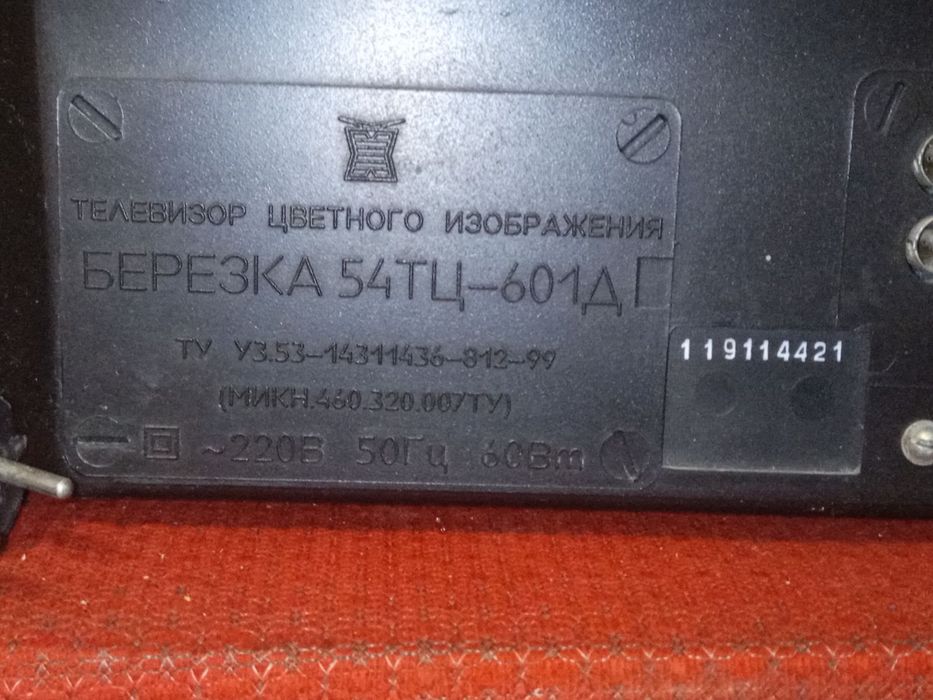 ТЕЛЕВИЗОР ЦВЕТНОГО ИЗОБРАЖЕНИЯ
БЕРЕЗКА 54ТЦ-601Д
ТУ У3.53-14311436-812-99
119114421
(МИКН.460.320.007ТУ)
~220В 50Гц 60Вт